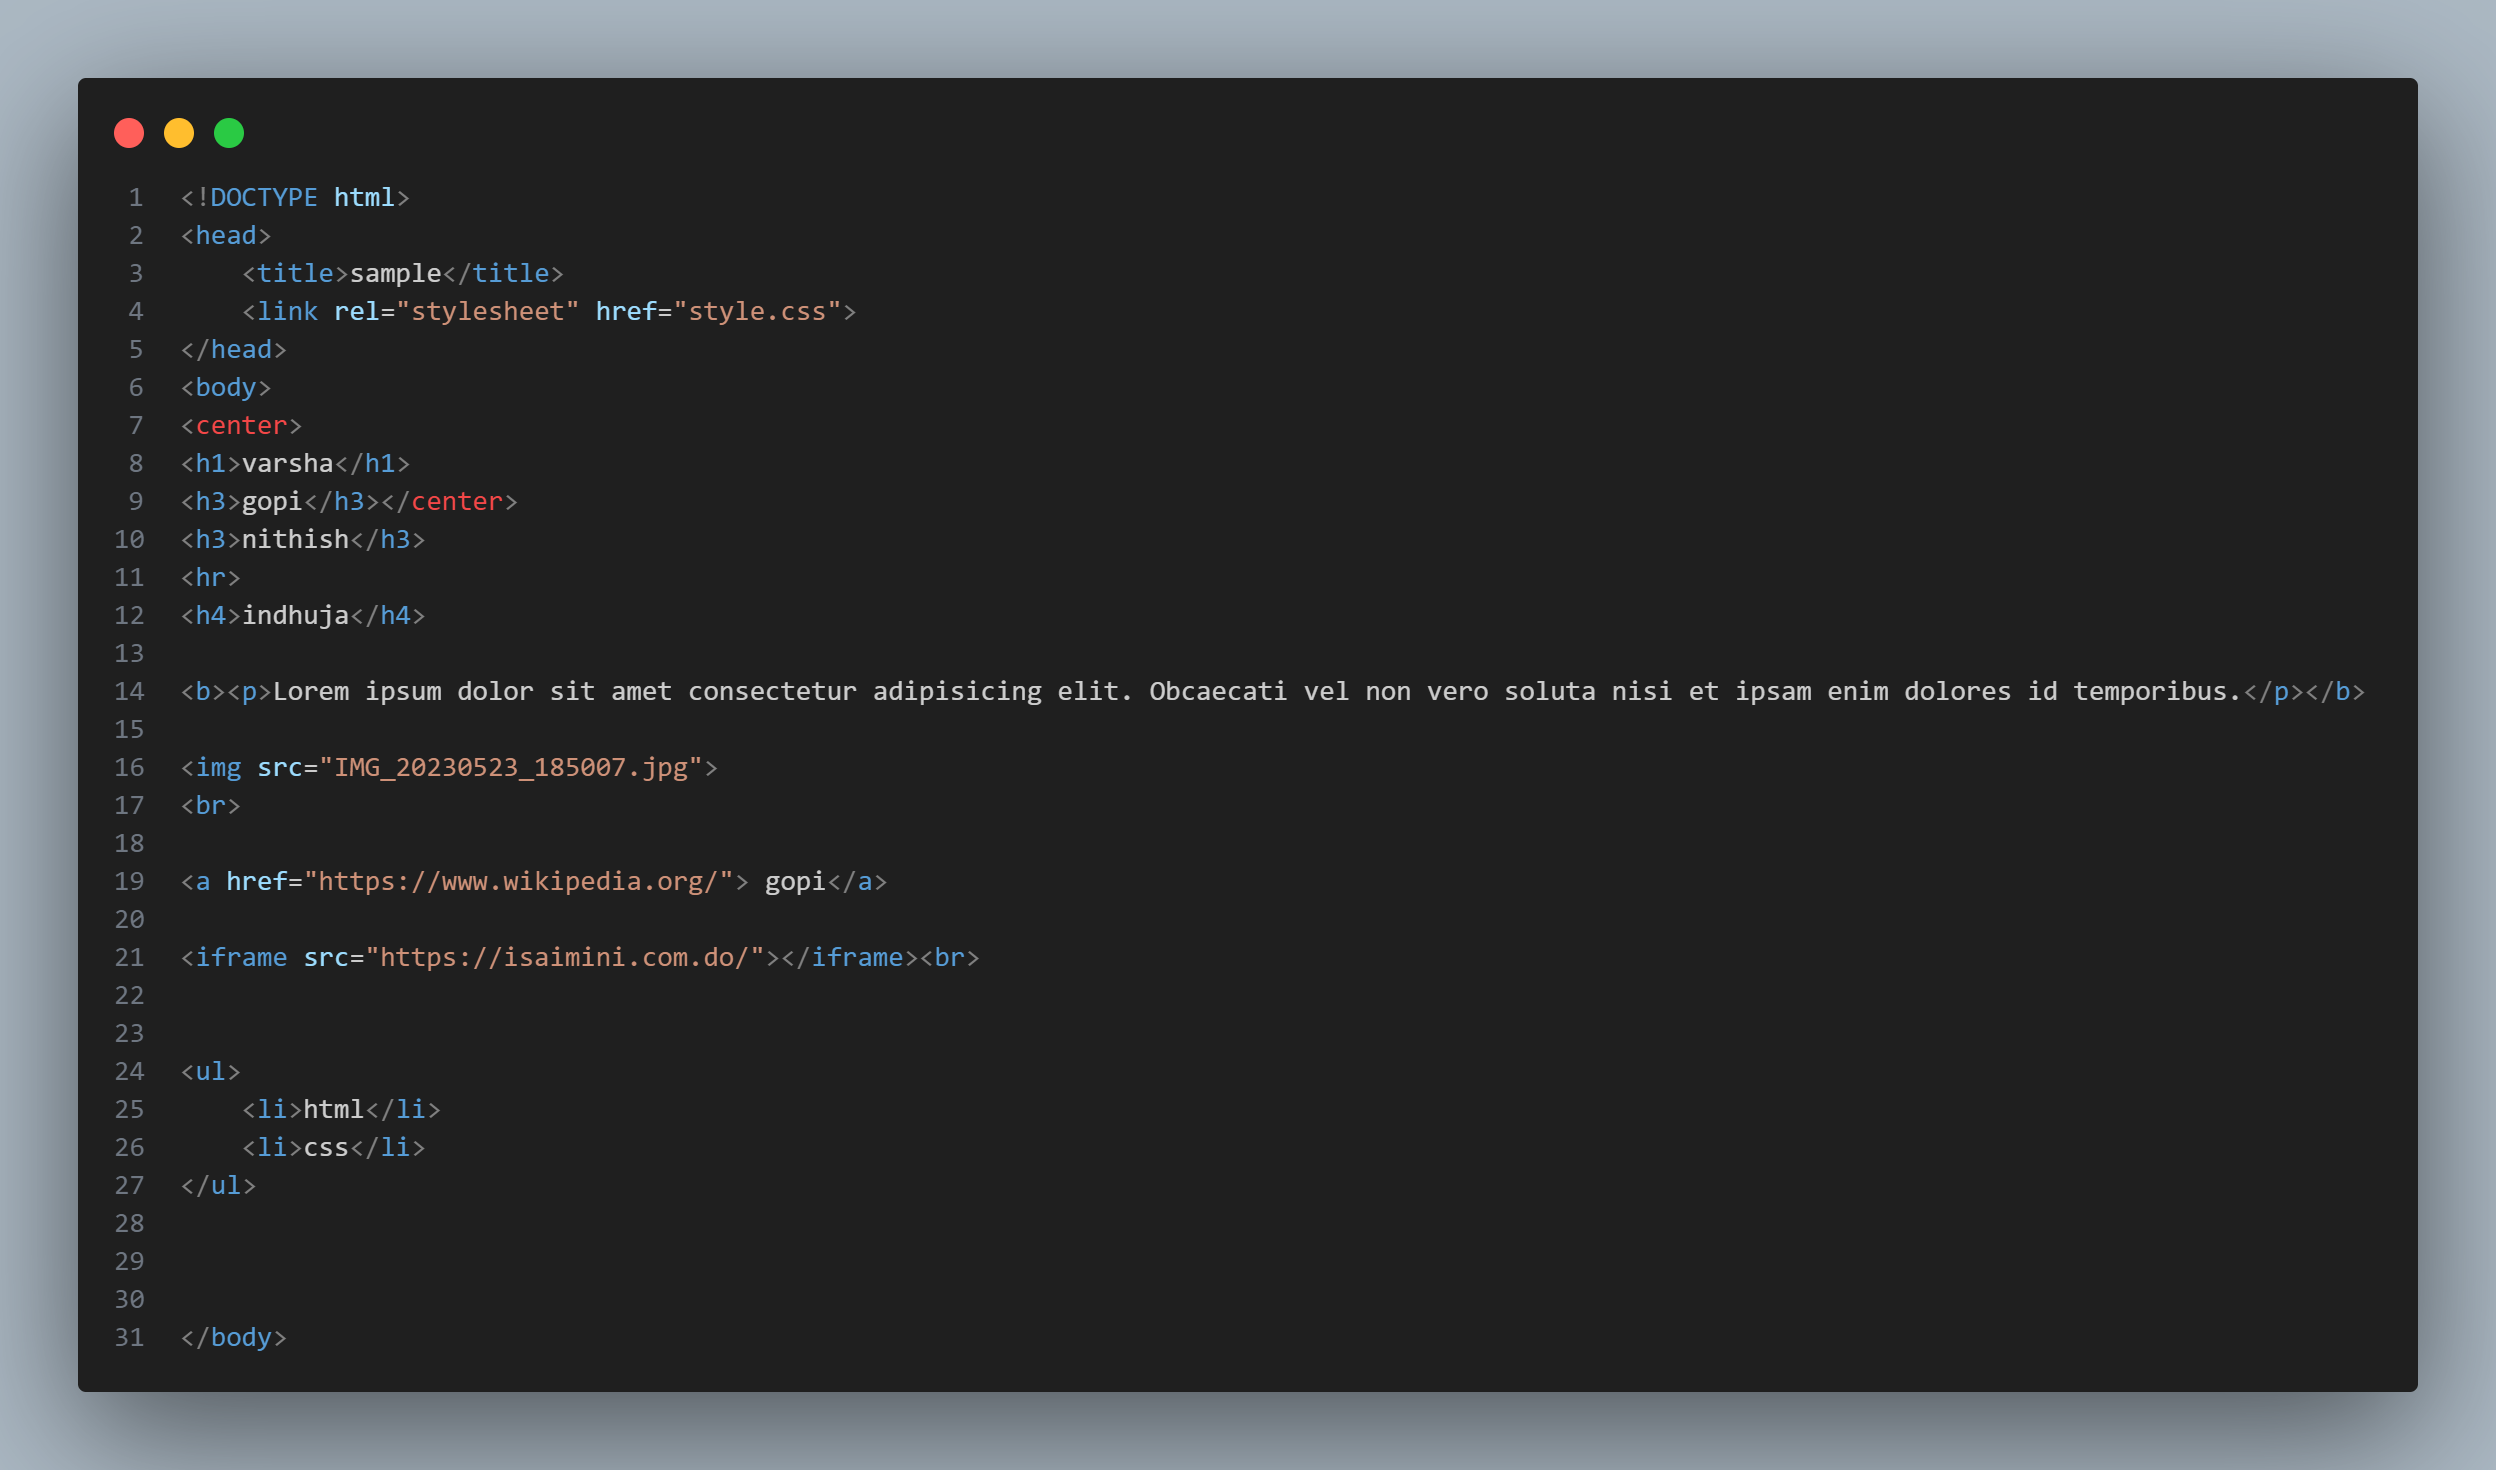 1 <!DOCTYPE html>
2 <head>
3     <title>sample</title>
4     <link rel="stylesheet" href="style.css">
5 </head>
6 <body>
7 <center>
8 <h1>varsha</h1>
9 <h3>gopi</h3></center>
10 <h3>nithish</h3>
11 <hr>
12 <h4>indhuja</h4>
13
14 <b><p>Lorem ipsum dolor sit amet consectetur adipisicing elit. Obcaecati vel non vero soluta nisi et ipsam enim dolores id temporibus.</p></b>
15
16 <img src="IMG_20230523_185007.jpg">
17 <br>
18
19 <a href="https://www.wikipedia.org/"> gopi</a>
20
21 <iframe src="https://isaimini.com.do/"></iframe><br>
22
23
24 <ul>
25     <li>html</li>
26     <li>css</li>
27 </ul>
28
29
30
31 </body>